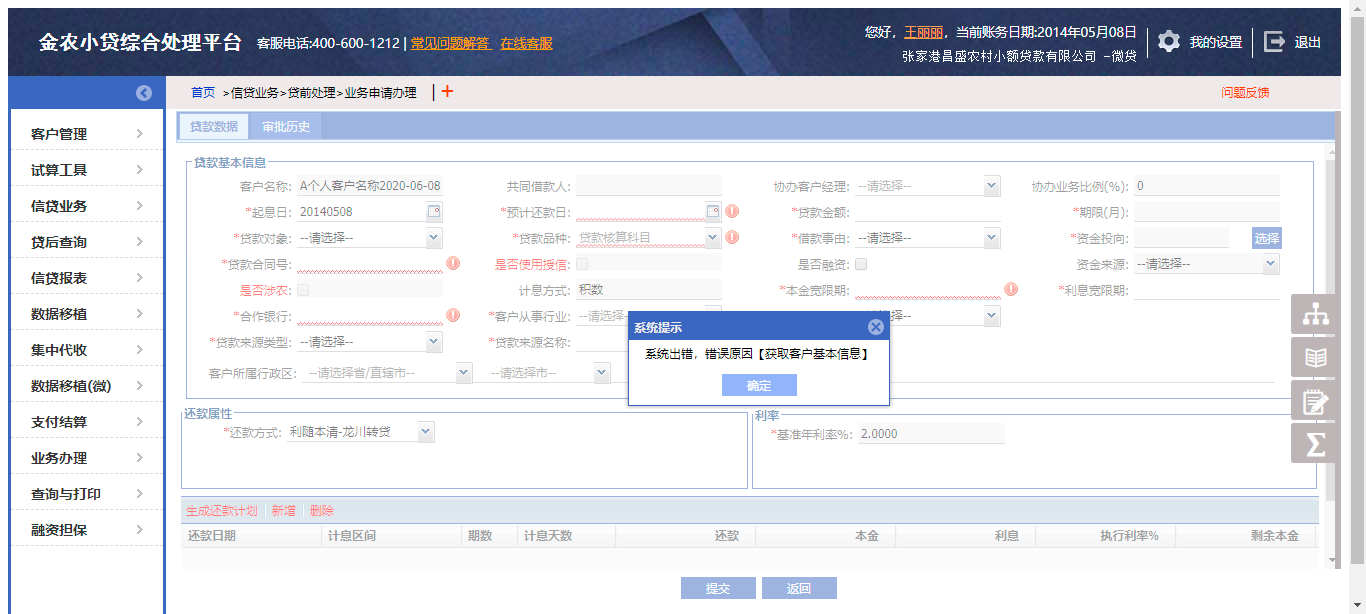 金农小贷综合处理平台 客服电话:400-600-1212 | 常见问题解答 在线客服
您好，王丽丽，当前账务日期:2014年05月08日
张家港昌盛农村小额贷款有限公司 -微贷
我的设置 退出
首页 >信贷业务>贷前处理>业务申请办理 | + 问题反馈
客户管理
试算工具
信贷业务
贷后查询
信贷报表
数据移植
集中代收
数据移植(微)
支付结算
业务办理
查询与打印
融资担保
贷款数据 审批历史
贷款基本信息
客户名称: A个人客户名称2020-06-08 共同借款人: 协办客户经理: --请选择-- 协办业务比例(%): 0
*起息日: 20140508 *预计还款日: *贷款金额: *期限(月):
*贷款对象: --请选择-- *贷款品种: 贷款核算科目 *借款事由: --请选择-- *资金投向: 选择
*贷款合同号: 是否使用授信: 是否融资: 资金来源: --请选择--
是否涉农: 计息方式: 积数 *本金宽限期: *利息宽限期:
*合作银行: *客户从事行业: --请选择- 择--
*贷款来源类型: --请选择-- *贷款来源名称:
客户所属行政区: --请选择省/直辖市-- --请选择市--
系统提示
系统出错，错误原因【获取客户基本信息】
确定
还款属性
*还款方式: 利随本清-龙川转贷
利率
*基准年利率%: 2.0000
生成还款计划 新增 删除
还款日期 计息区间 期数 计息天数 还款 本金 利息 执行利率% 剩余本金
提交 返回